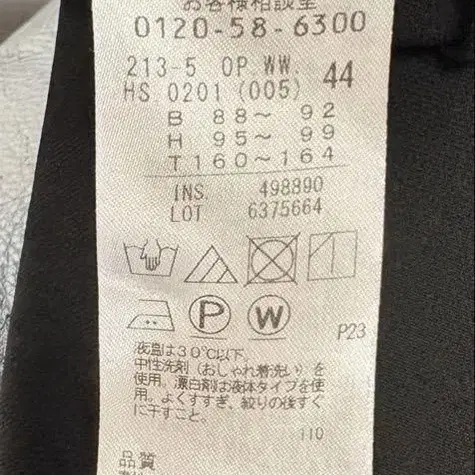 お客様相談室
0120-58-6300
213-5 OP WW. 44
HS.0201 (005)
B 88～ 92
H 95～ 99
T 160～164
INS. 498890
LOT 6375664
P W
P23
液温は30℃以下。
中性洗剤(おしゃれ着洗い)を
使用。漂白剤は液体タイプを使
用。よくすすぎ、絞りの後すぐ
に干すこと。
110
品質